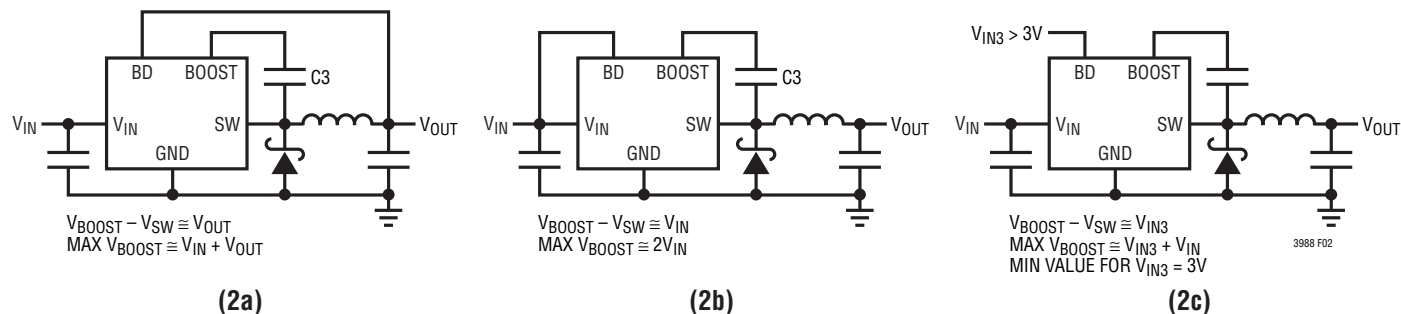 BD BOOST
C3
V_IN V_IN SW V_OUT
GND
V_BOOST – V_SW ≅ V_OUT
MAX V_BOOST ≅ V_IN + V_OUT
(2a)
BD BOOST
C3
V_IN V_IN SW V_OUT
GND
V_BOOST – V_SW ≅ V_IN
MAX V_BOOST ≅ 2V_IN
(2b)
V_IN3 > 3V
BD BOOST
V_IN V_IN SW V_OUT
GND
V_BOOST – V_SW ≅ V_IN3
MAX V_BOOST ≅ V_IN3 + V_IN
MIN VALUE FOR V_IN3 = 3V
3988 F02
(2c)